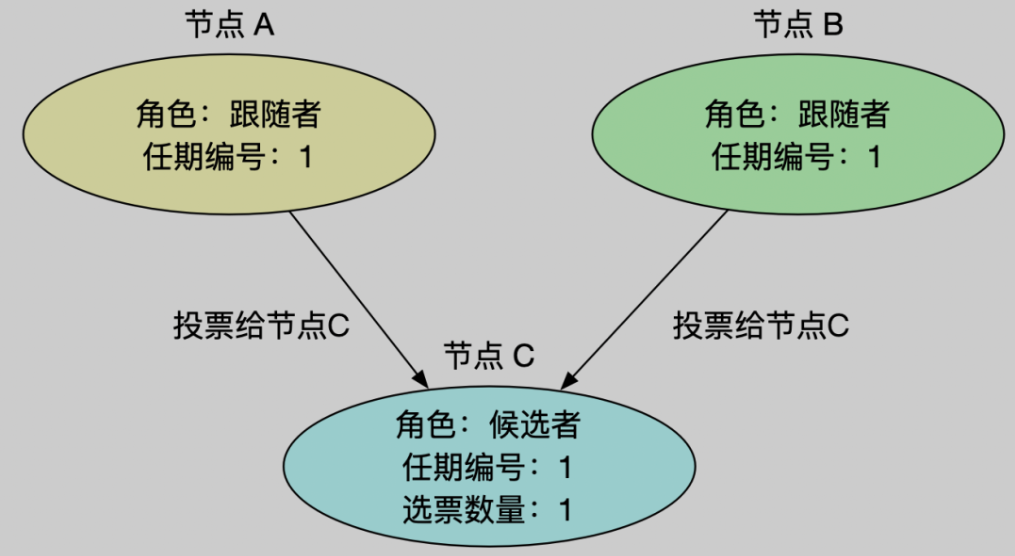 节点 A
节点 B
角色：跟随者
任期编号：1
角色：跟随者
任期编号：1
投票给节点C
投票给节点C
节点 C
角色：候选者
任期编号：1
选票数量：1